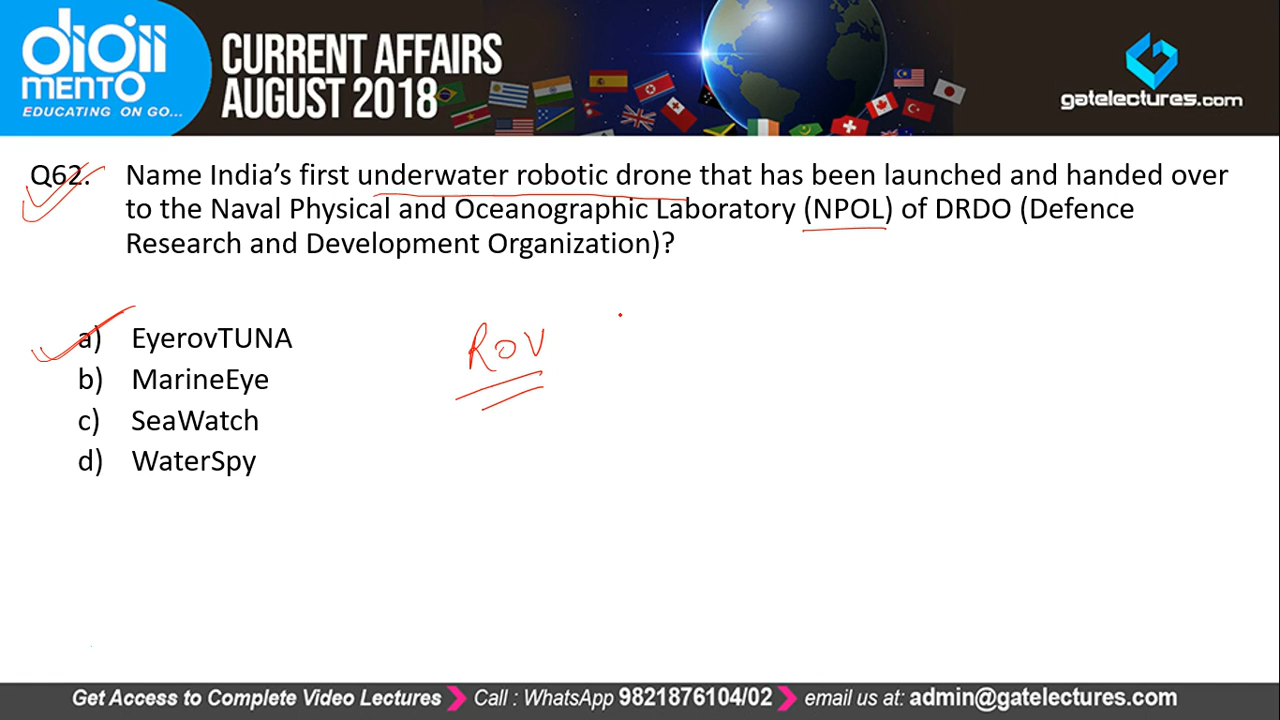 digii
MENTO
EDUCATING ON GO...
CURRENT AFFAIRS
AUGUST 2018
gatelectures.com
Q62. Name India's first underwater robotic drone that has been launched and handed over
to the Naval Physical and Oceanographic Laboratory (NPOL) of DRDO (Defence
Research and Development Organization)?
a) EyerovTUNA
ROV
b) MarineEye
c) SeaWatch
d) WaterSpy
Get Access to Complete Video Lectures Call : WhatsApp 9821876104/02 email us at: admin@gatelectures.com